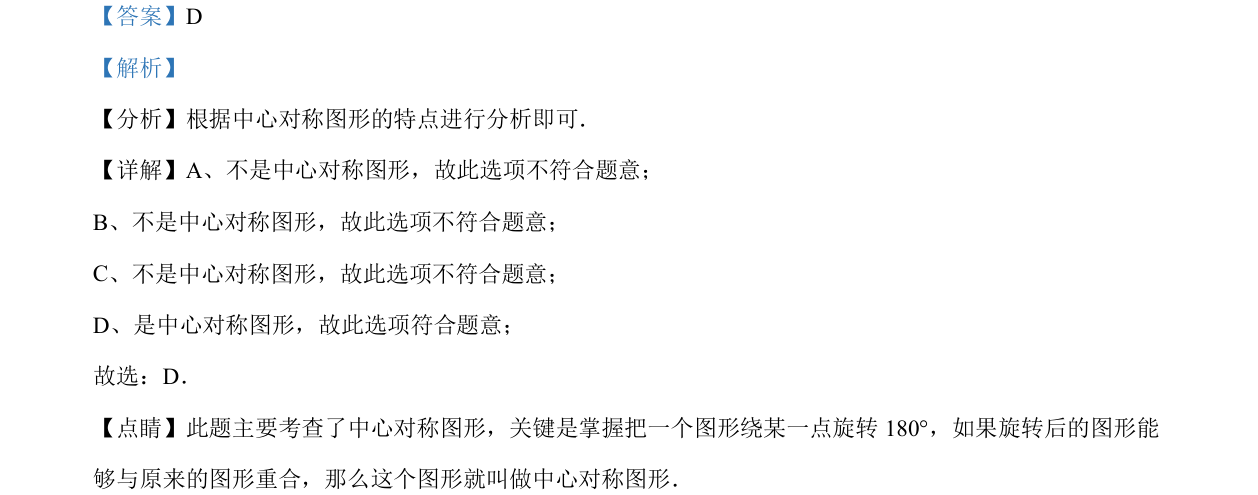 【答案】D
【解析】
【分析】根据中心对称图形的特点进行分析即可．
【详解】A、不是中心对称图形，故此选项不符合题意；
B、不是中心对称图形，故此选项不符合题意；
C、不是中心对称图形，故此选项不符合题意；
D、是中心对称图形，故此选项符合题意；
故选：D．
【点睛】此题主要考查了中心对称图形，关键是掌握把一个图形绕某一点旋转 180°，如果旋转后的图形能
够与原来的图形重合，那么这个图形就叫做中心对称图形．